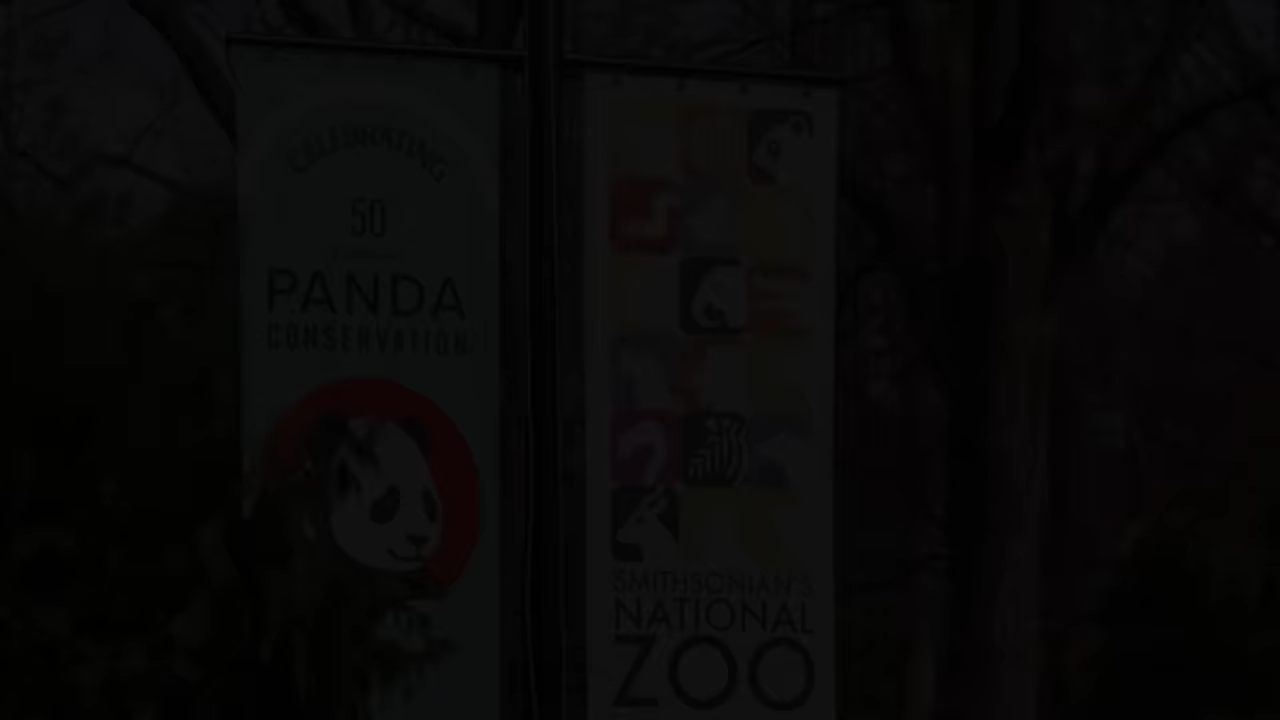 CELEBRATING
50
PANDA
CONSERVATION
SMITHSONIAN'S
NATIONAL
ZOO